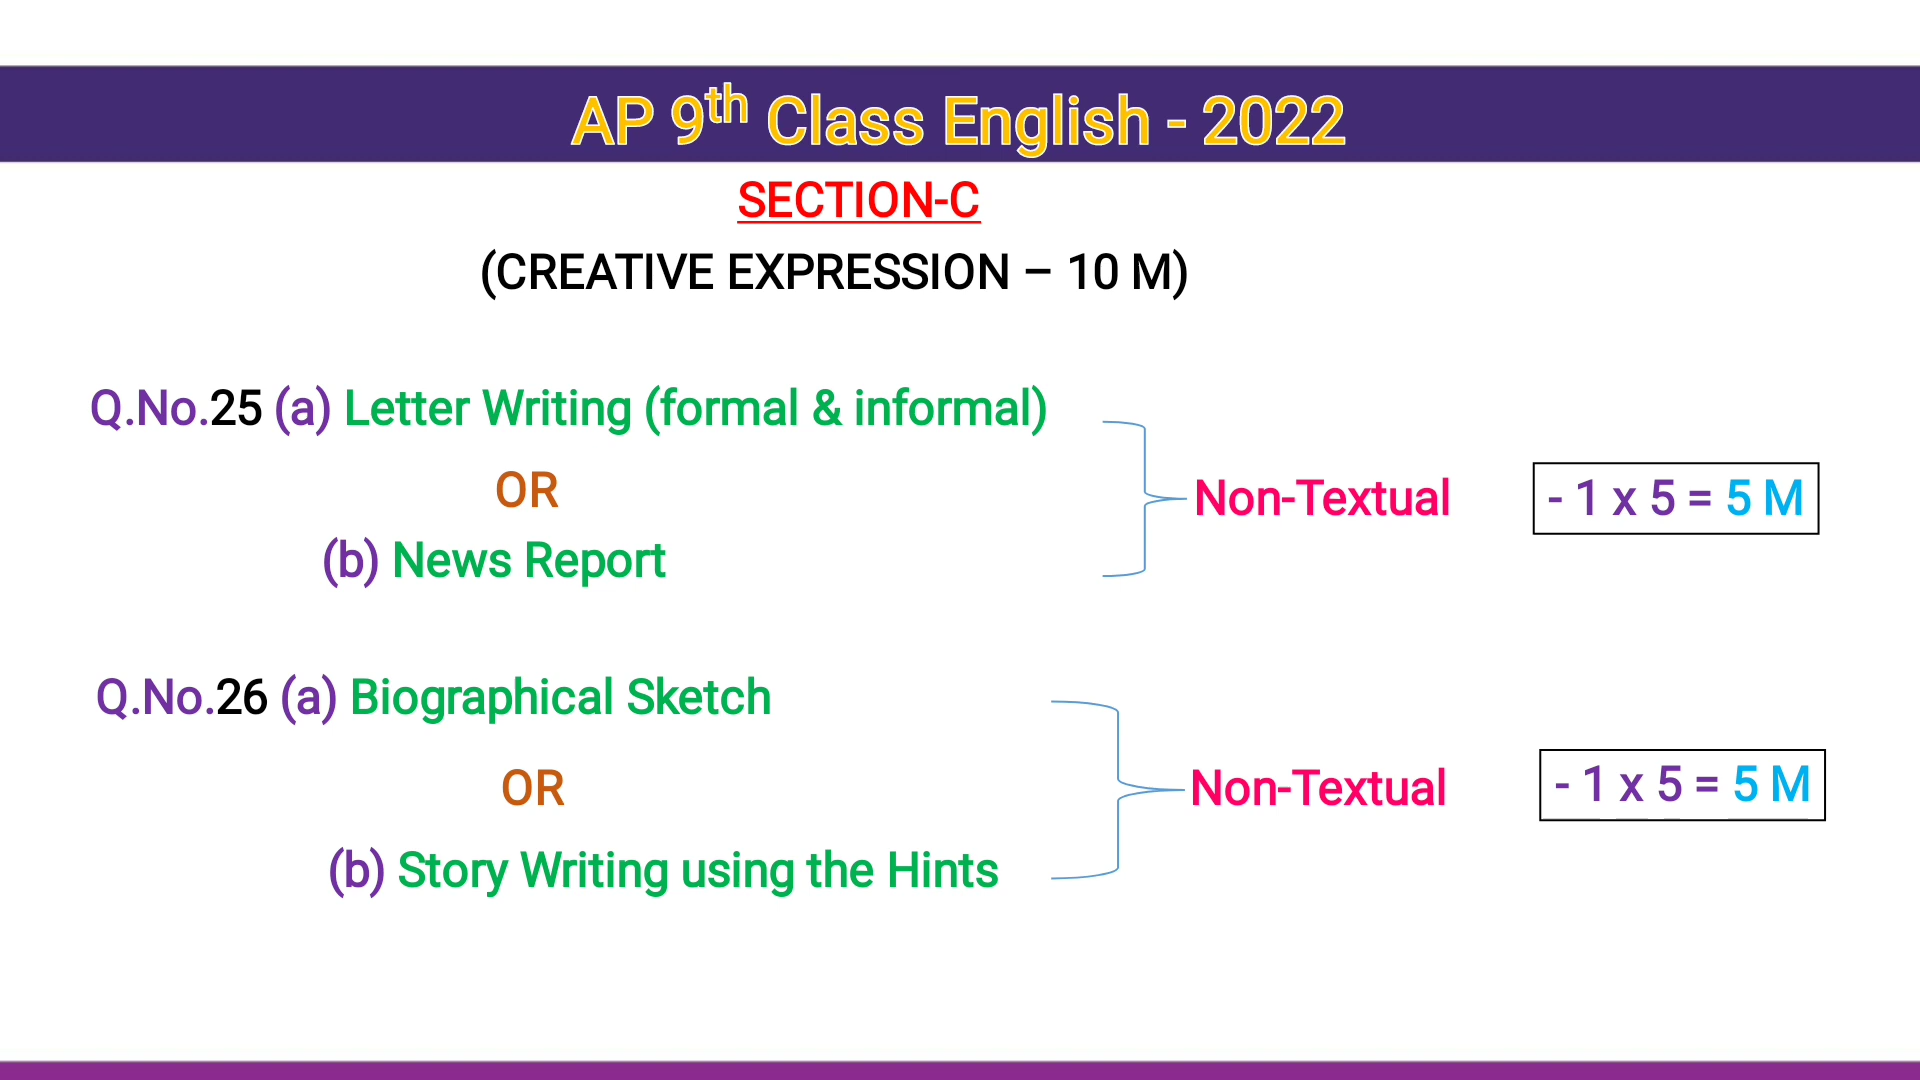 AP 9th Class English - 2022
SECTION-C
(CREATIVE EXPRESSION – 10 M)
Q.No.25 (a) Letter Writing (formal & informal)
OR
(b) News Report
Non-Textual
- 1 x 5 = 5 M
Q.No.26 (a) Biographical Sketch
OR
(b) Story Writing using the Hints
Non-Textual
- 1 x 5 = 5 M